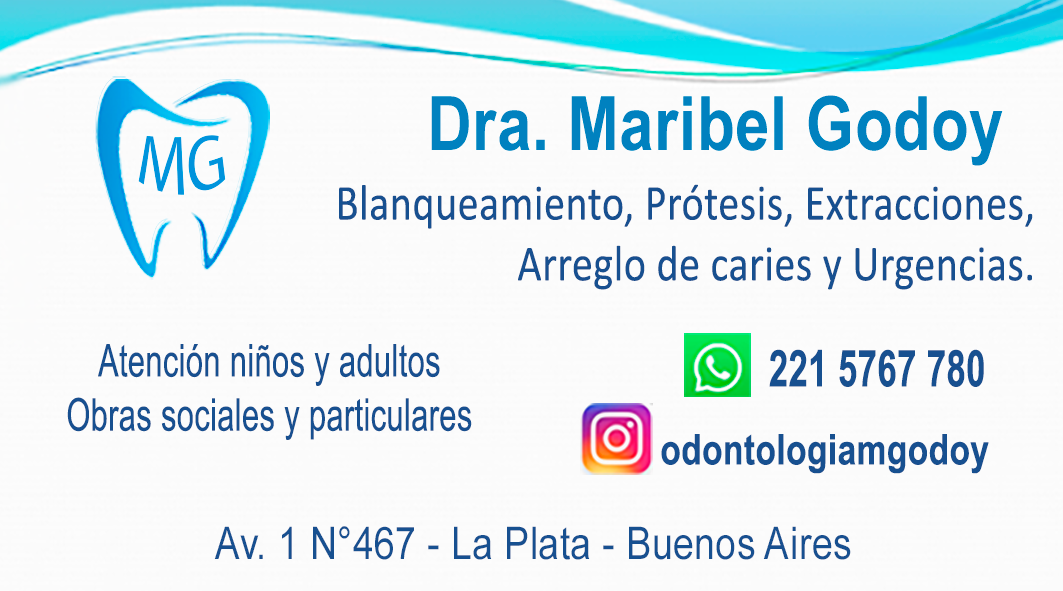 MG
Dra. Maribel Godoy
Blanqueamiento, Prótesis, Extracciones,
Arreglo de caries y Urgencias.
Atención niños y adultos
Obras sociales y particulares
221 5767 780
odontologiamgodoy
Av. 1 N°467 - La Plata - Buenos Aires